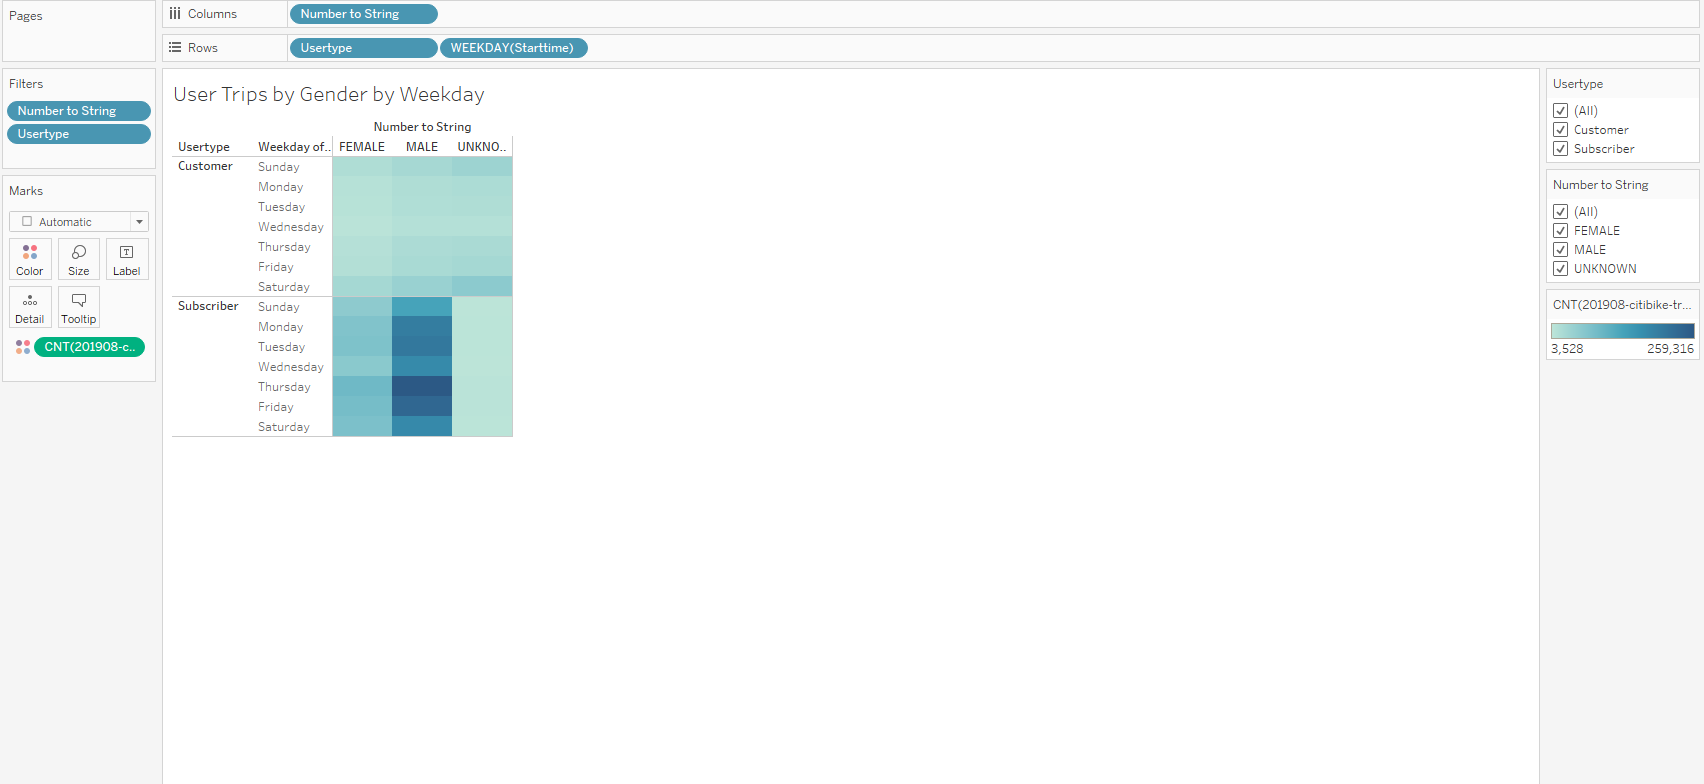 Pages
Columns
Number to String
Rows
Usertype
WEEKDAY(Starttime)
Filters
Number to String
Usertype
Marks
Automatic
Color
Size
Label
Detail
Tooltip
CNT(201908-c..
User Trips by Gender by Weekday
Number to String
Usertype Weekday of.. FEMALE MALE UNKNO..
Customer Sunday
Monday
Tuesday
Wednesday
Thursday
Friday
Saturday
Subscriber Sunday
Monday
Tuesday
Wednesday
Thursday
Friday
Saturday
Usertype
(All)
Customer
Subscriber
Number to String
(All)
FEMALE
MALE
UNKNOWN
CNT(201908-citibike-tr...
3,528 259,316